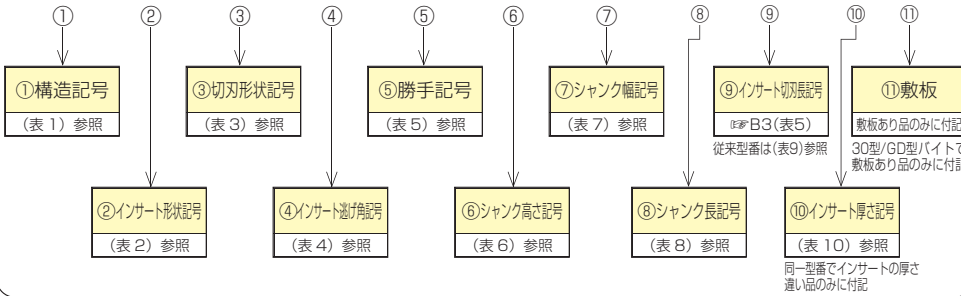 ① ② ③ ④ ⑤ ⑥ ⑦ ⑧ ⑨ ⑩ ⑪
①構造記号
(表1)参照
③切刃形状記号
(表3)参照
⑤勝手記号
(表5)参照
⑦シャンク幅記号
(表7)参照
⑨インサート切刃長記号
☞B3(表5)
従来型番は(表9)参照
⑪敷板
敷板あり品のみに付記
30型/GD型バイトで
敷板あり品のみに付記
②インサート形状記号
(表2)参照
④インサート逃げ角記号
(表4)参照
⑥シャンク高さ記号
(表6)参照
⑧シャンク長記号
(表8)参照
⑩インサート厚さ記号
(表10)参照
同一型番でインサートの厚さ
違い品のみに付記